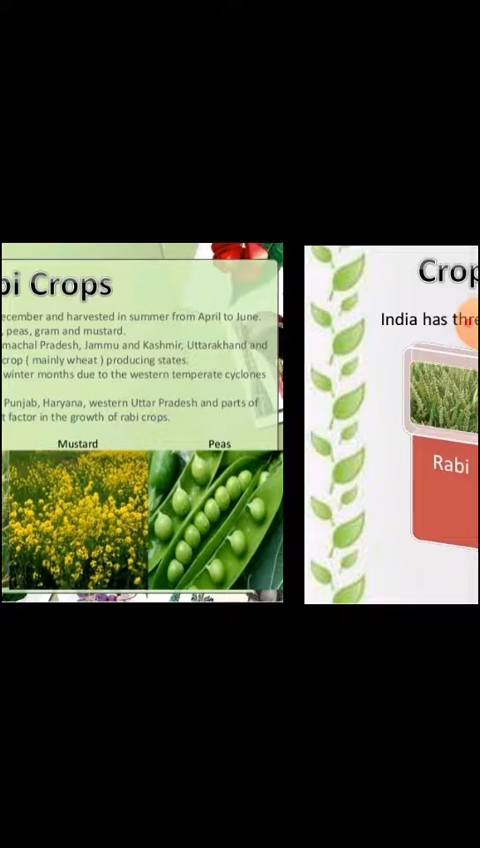 bi Crops
ecember and harvested in summer from April to June.
, peas, gram and mustard.
machal Pradesh, Jammu and Kashmir, Uttarakhand and
crop ( mainly wheat ) producing states.
winter months due to the western temperate cyclones
Punjab, Haryana, western Uttar Pradesh and parts of
t factor in the growth of rabi crops.
Mustard
Peas
Crop
India has thre
Rabi